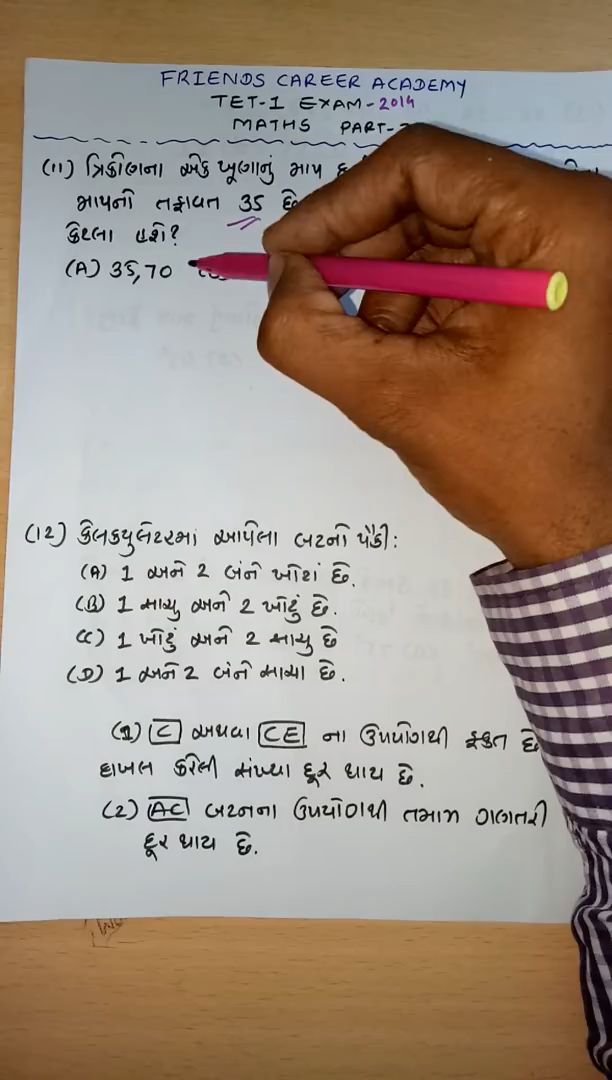 FRIENDS CAREER ACADEMY
TET-1 EXAM-2014
MATHS PART-
(11) ત્રિકોણના એક ખૂણાનું માપ
માપનો તફાવત 35 છે
કેટલા હશે?
(A) 35,70
(12) કેલક્યુલેટરમાં આપેલા બટનો પૈકી:
(A) 1 અને 2 બંને ખોટાં છે.
(B) 1 સાચુ અને 2 ખોટું છે.
(C) 1 ખોટું અને 2 સાચુ છે
(D) 1 અને 2 બંને સાચા છે.
(1) C અથવા CE ના ઉપયોગથી ફક્ત છે
દાખલ કરેલી સંખ્યા દૂર થાય છે.
(2) AC બટનના ઉપયોગથી તમામ ગણતરી
દૂર થાય છે.